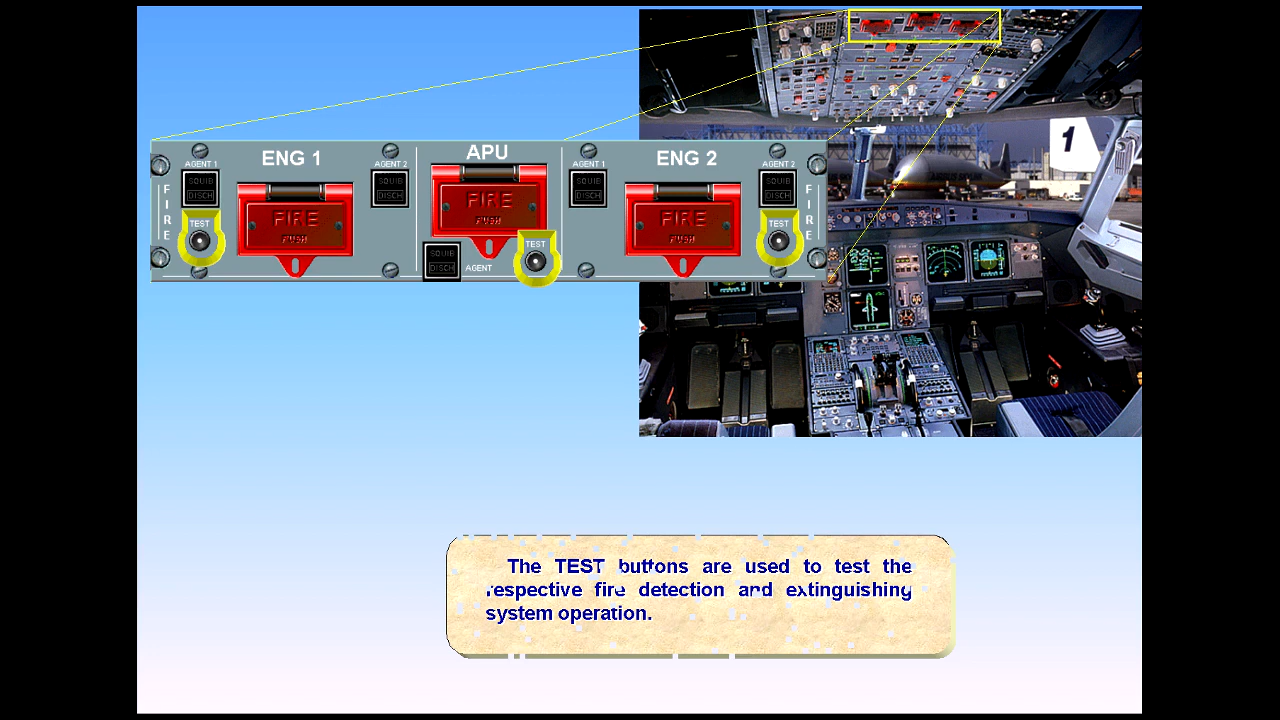 ENG 1
APU
ENG 2
AGENT 1
AGENT 2
AGENT 1
AGENT 2
SQUIB
DISCH
SQUIB
DISCH
SQUIB
DISCH
SQUIB
DISCH
FIRE
FIRE
TEST
FIRE
PUSH
FIRE
PUSH
FIRE
PUSH
TEST
SQUIB
DISCH
AGENT
TEST
1
The TEST buttons are used to test the
respective fire detection and extinguishing
system operation.